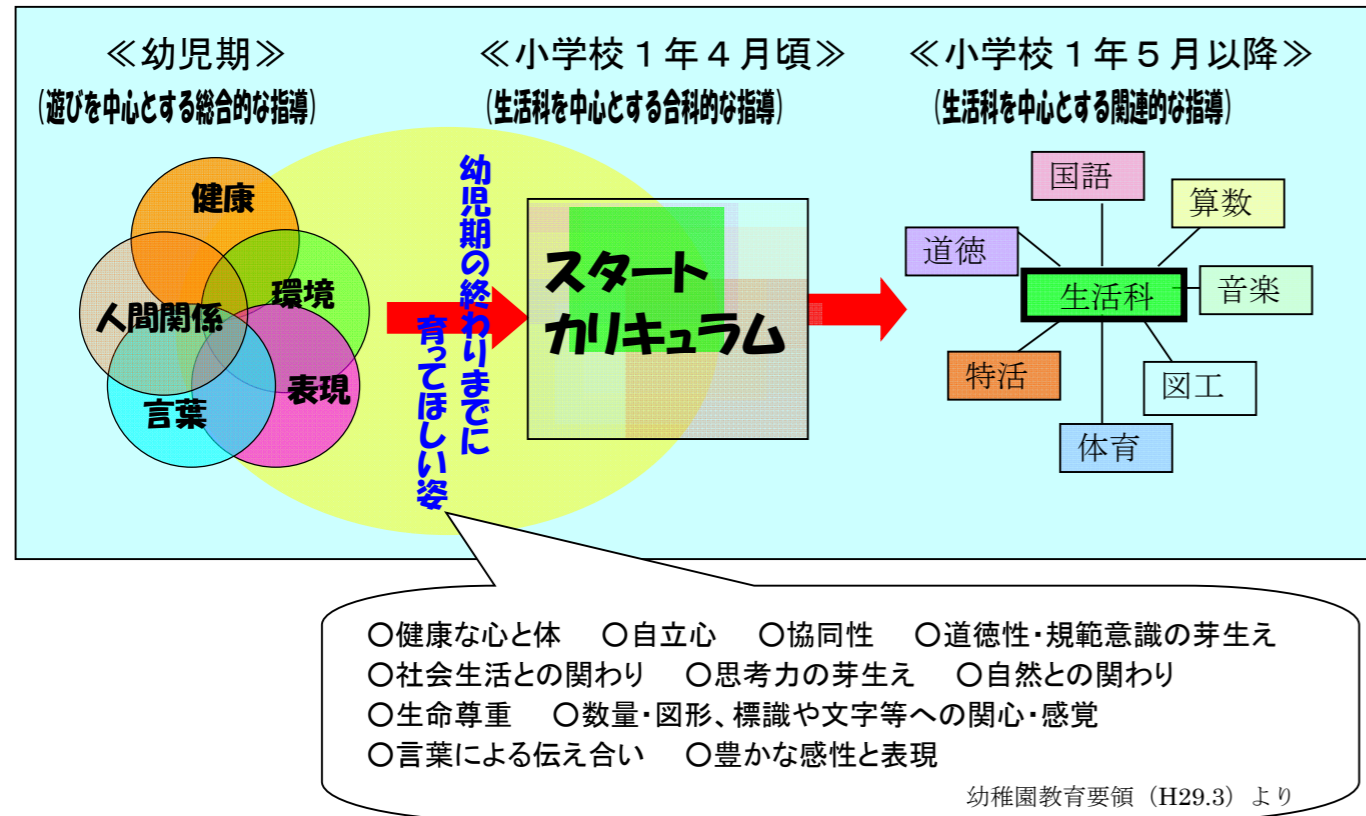 ≪幼児期≫
(遊びを中心とする総合的な指導)
≪小学校１年４月頃≫
(生活科を中心とする合科的な指導)
≪小学校１年５月以降≫
(生活科を中心とする関連的な指導)
健康
人間関係
環境
言葉
表現
幼児期の終わりまでに
育ってほしい姿
スタート
カリキュラム
国語
算数
道徳
生活科
音楽
特活
図工
体育
○健康な心と体　○自立心　○協同性　○道徳性・規範意識の芽生え
○社会生活との関わり　○思考力の芽生え　○自然との関わり
○生命尊重　○数量・図形、標識や文字等への関心・感覚
○言葉による伝え合い　○豊かな感性と表現
幼稚園教育要領（H29.3）より